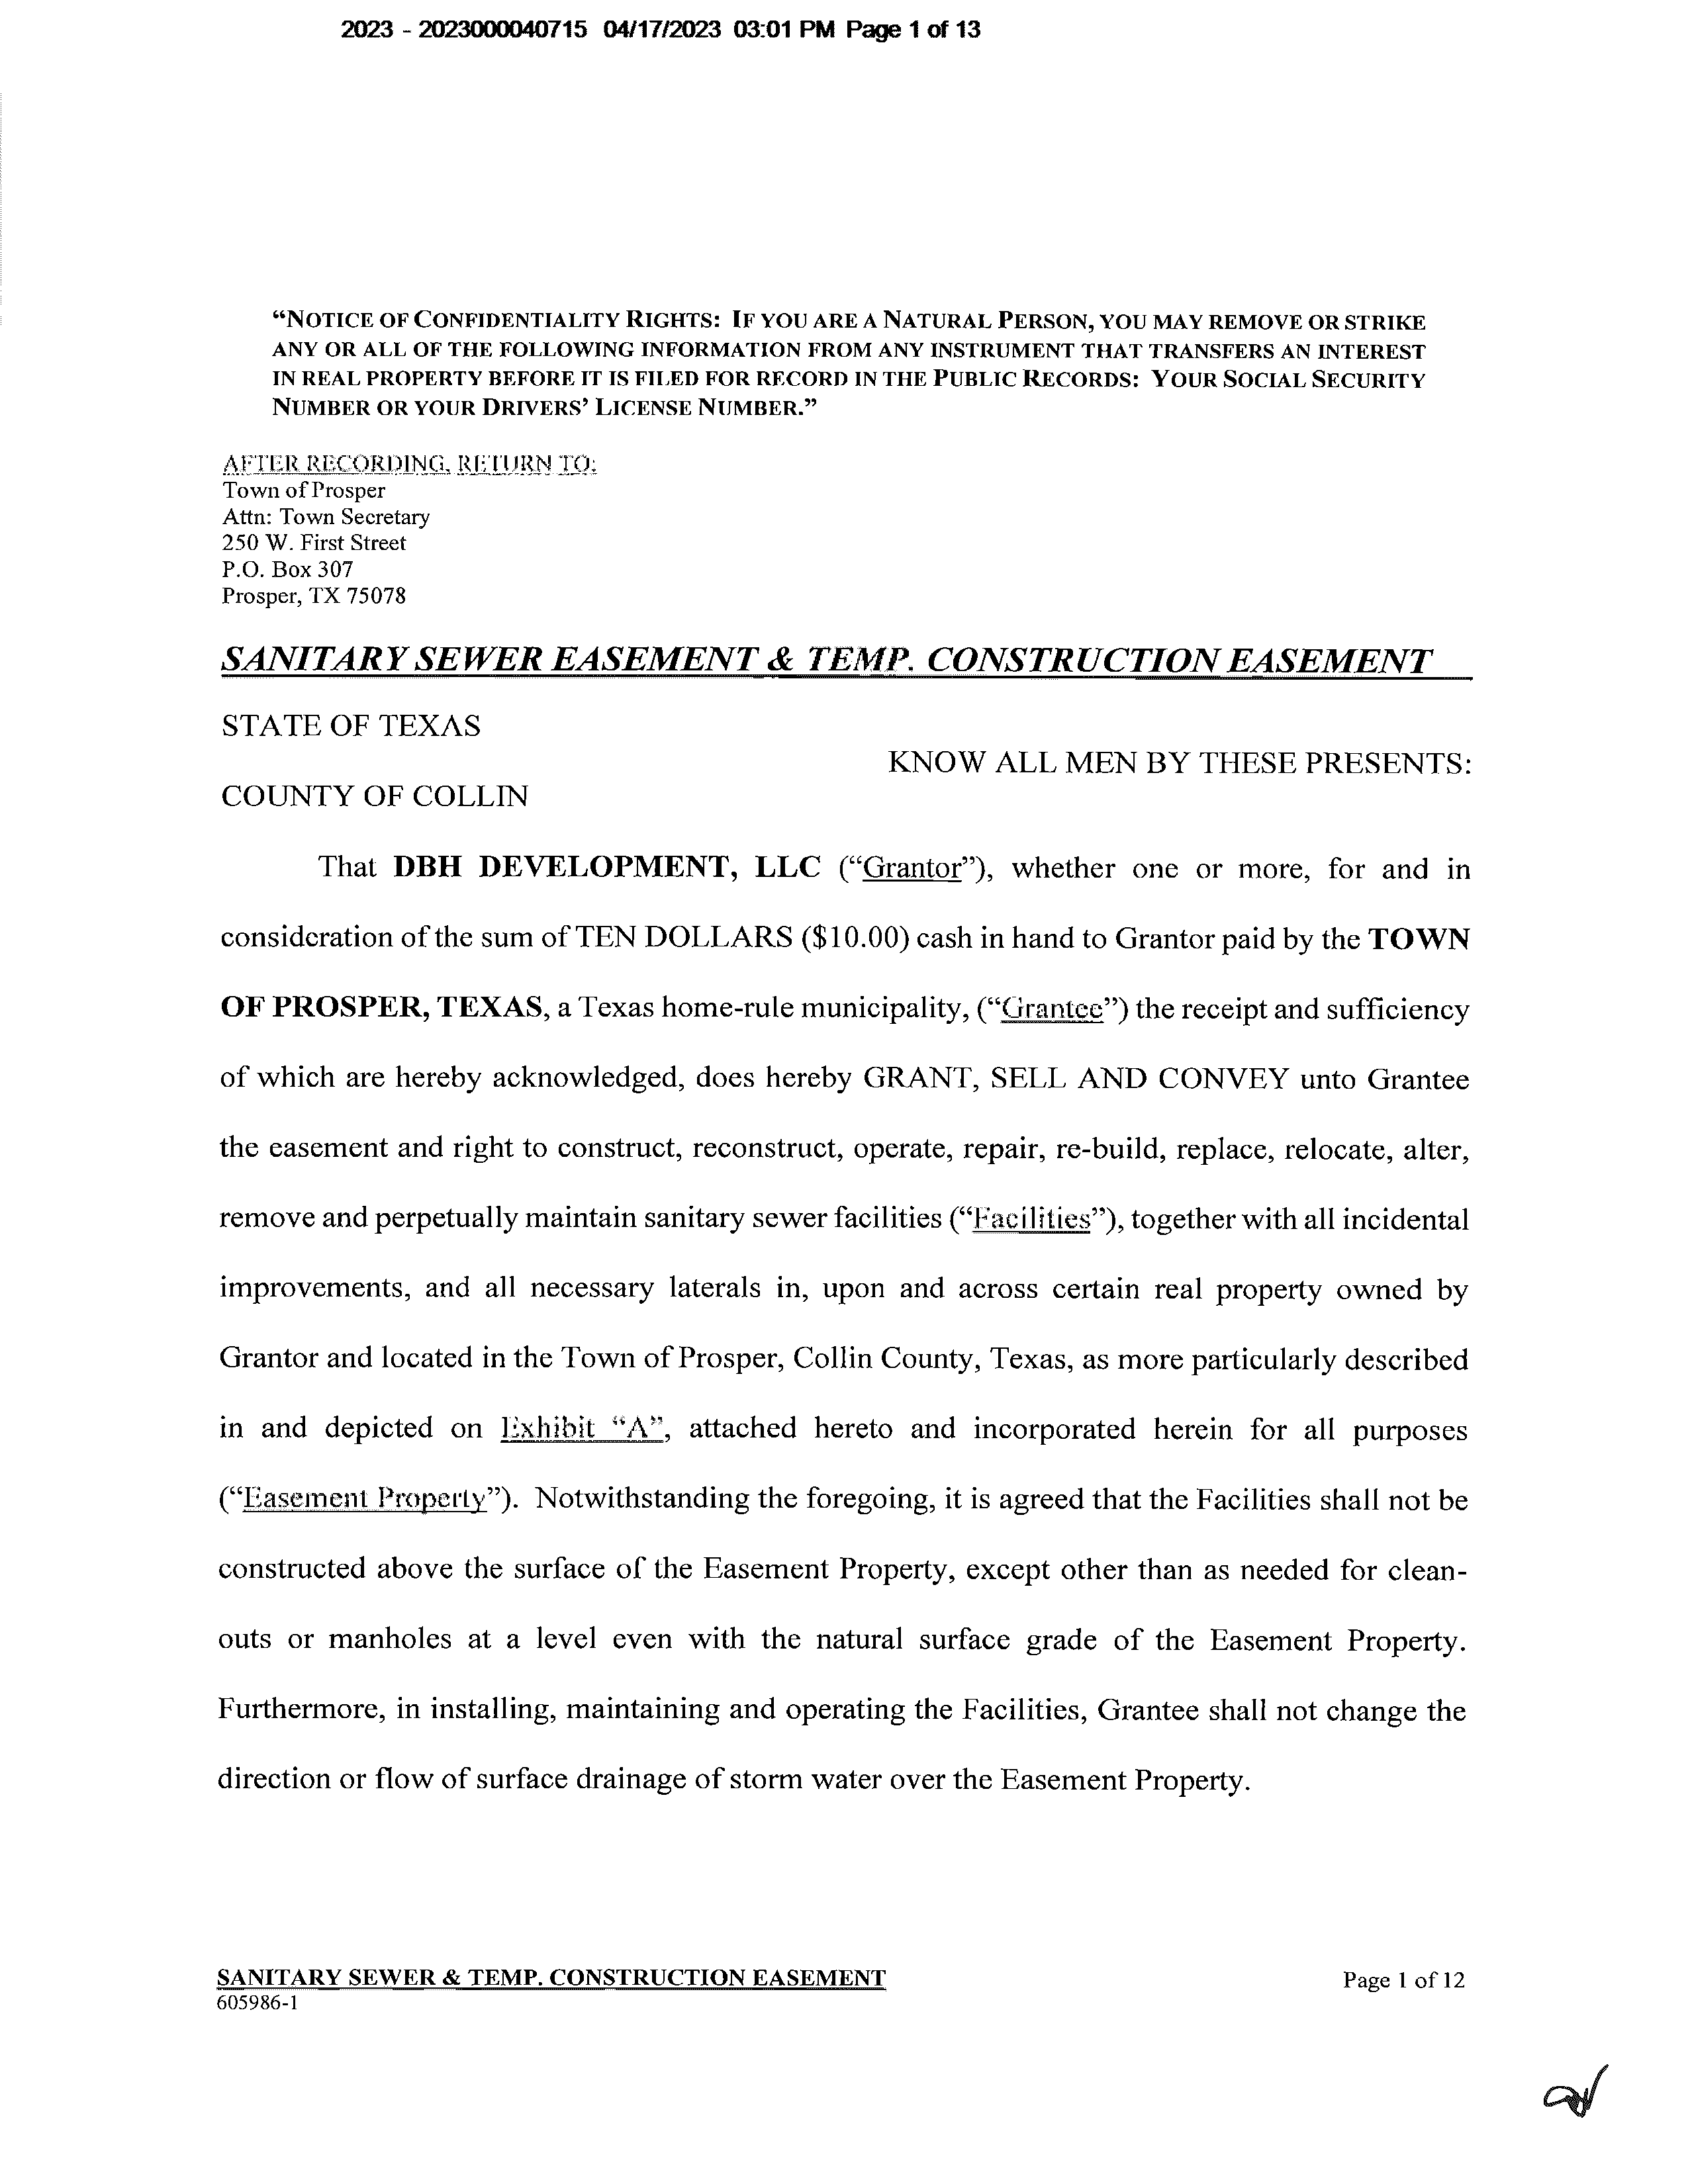 2023 - 2023000040715 04/17/2023 03:01 PM Page 1 of 13
“NOTICE OF CONFIDENTIALITY RIGHTS: IF YOU ARE A NATURAL PERSON, YOU MAY REMOVE OR STRIKE
ANY OR ALL OF THE FOLLOWING INFORMATION FROM ANY INSTRUMENT THAT TRANSFERS AN INTEREST
IN REAL PROPERTY BEFORE IT IS FILED FOR RECORD IN THE PUBLIC RECORDS: YOUR SOCIAL SECURITY
NUMBER OR YOUR DRIVERS’ LICENSE NUMBER.”
AFTER RECORDING, RETURN TO:
Town of Prosper
Attn: Town Secretary
250 W. First Street
P.O. Box 307
Prosper, TX 75078
SANITARY SEWER EASEMENT & TEMP. CONSTRUCTION EASEMENT
STATE OF TEXAS
KNOW ALL MEN BY THESE PRESENTS:
COUNTY OF COLLIN
That DBH DEVELOPMENT, LLC (“Grantor”), whether one or more, for and in
consideration of the sum of TEN DOLLARS ($10.00) cash in hand to Grantor paid by the TOWN
OF PROSPER, TEXAS, a Texas home-rule municipality, (“Grantee”) the receipt and sufficiency
of which are hereby acknowledged, does hereby GRANT, SELL AND CONVEY unto Grantee
the easement and right to construct, reconstruct, operate, repair, re-build, replace, relocate, alter,
remove and perpetually maintain sanitary sewer facilities (“Facilities”), together with all incidental
improvements, and all necessary laterals in, upon and across certain real property owned by
Grantor and located in the Town of Prosper, Collin County, Texas, as more particularly described
in and depicted on Exhibit “A”, attached hereto and incorporated herein for all purposes
(“Easement Property”). Notwithstanding the foregoing, it is agreed that the Facilities shall not be
constructed above the surface of the Easement Property, except other than as needed for clean-
outs or manholes at a level even with the natural surface grade of the Easement Property.
Furthermore, in installing, maintaining and operating the Facilities, Grantee shall not change the
direction or flow of surface drainage of storm water over the Easement Property.
SANITARY SEWER & TEMP. CONSTRUCTION EASEMENT
Page 1 of 12
605986-1